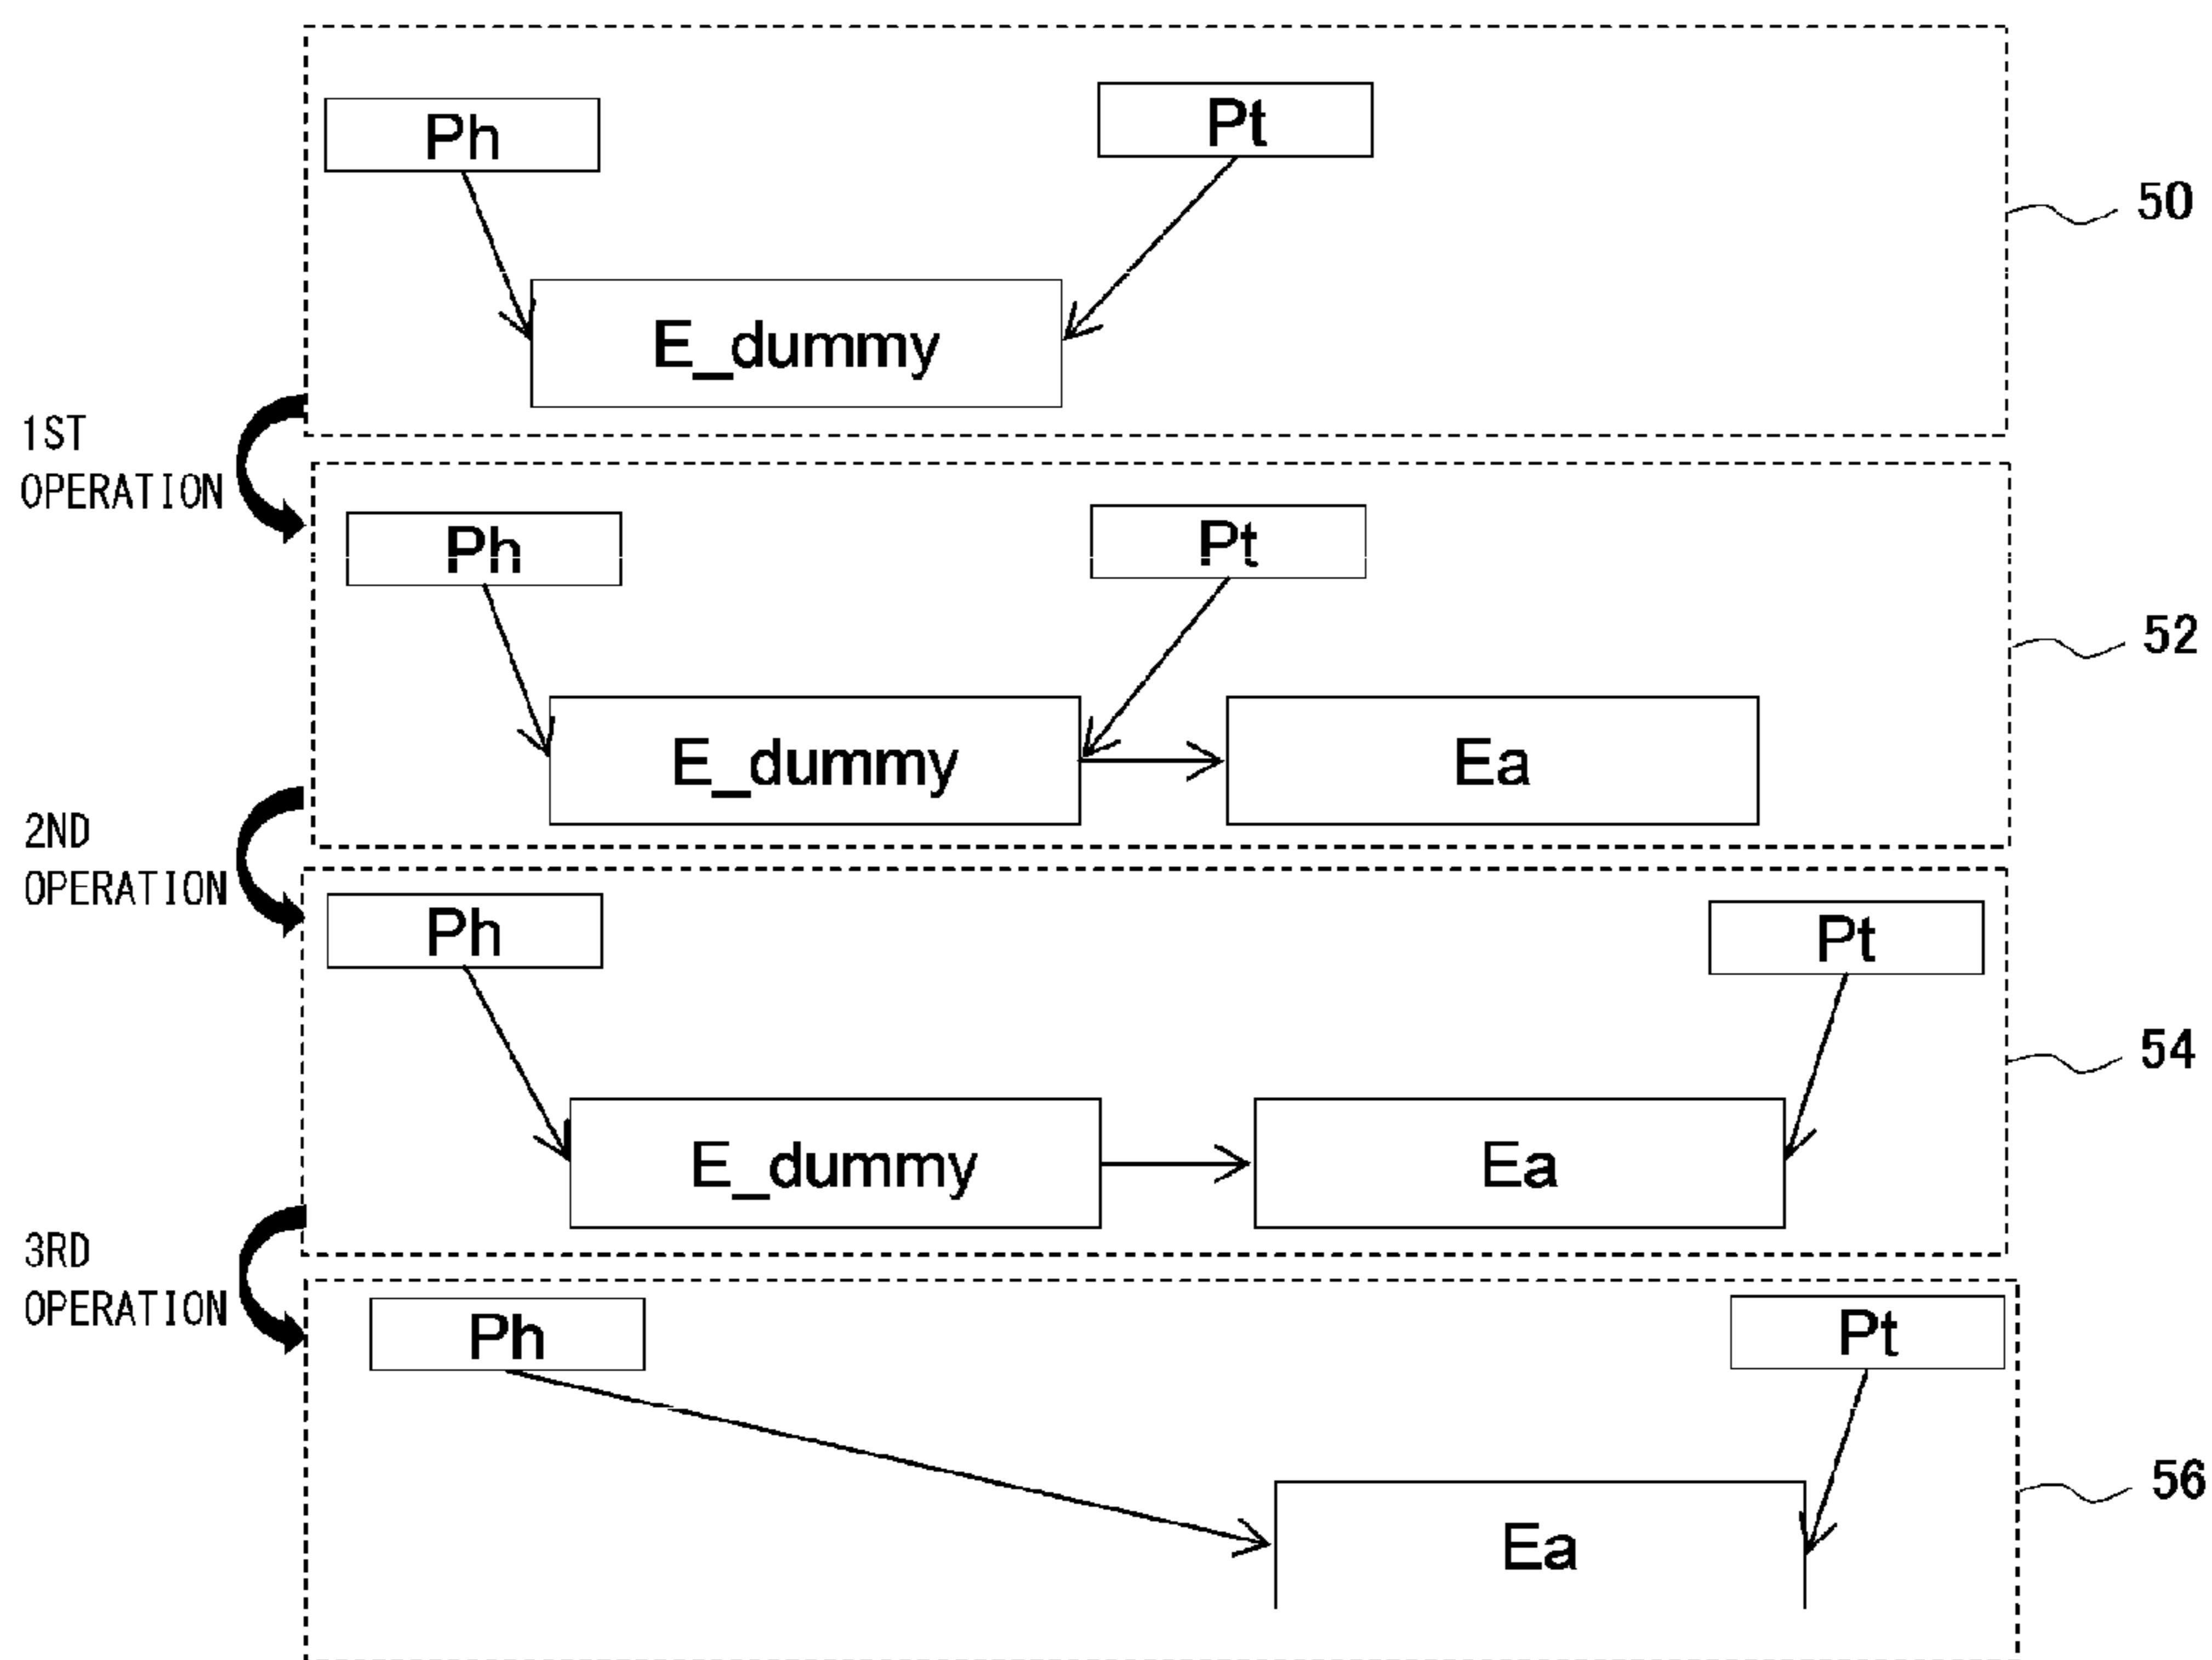 Ph
Pt
50
E_dummy
1ST
OPERATION
Ph
Pt
52
E_dummy
Ea
2ND
OPERATION
Ph
Pt
54
E_dummy
Ea
3RD
OPERATION
Ph
Pt
56
Ea